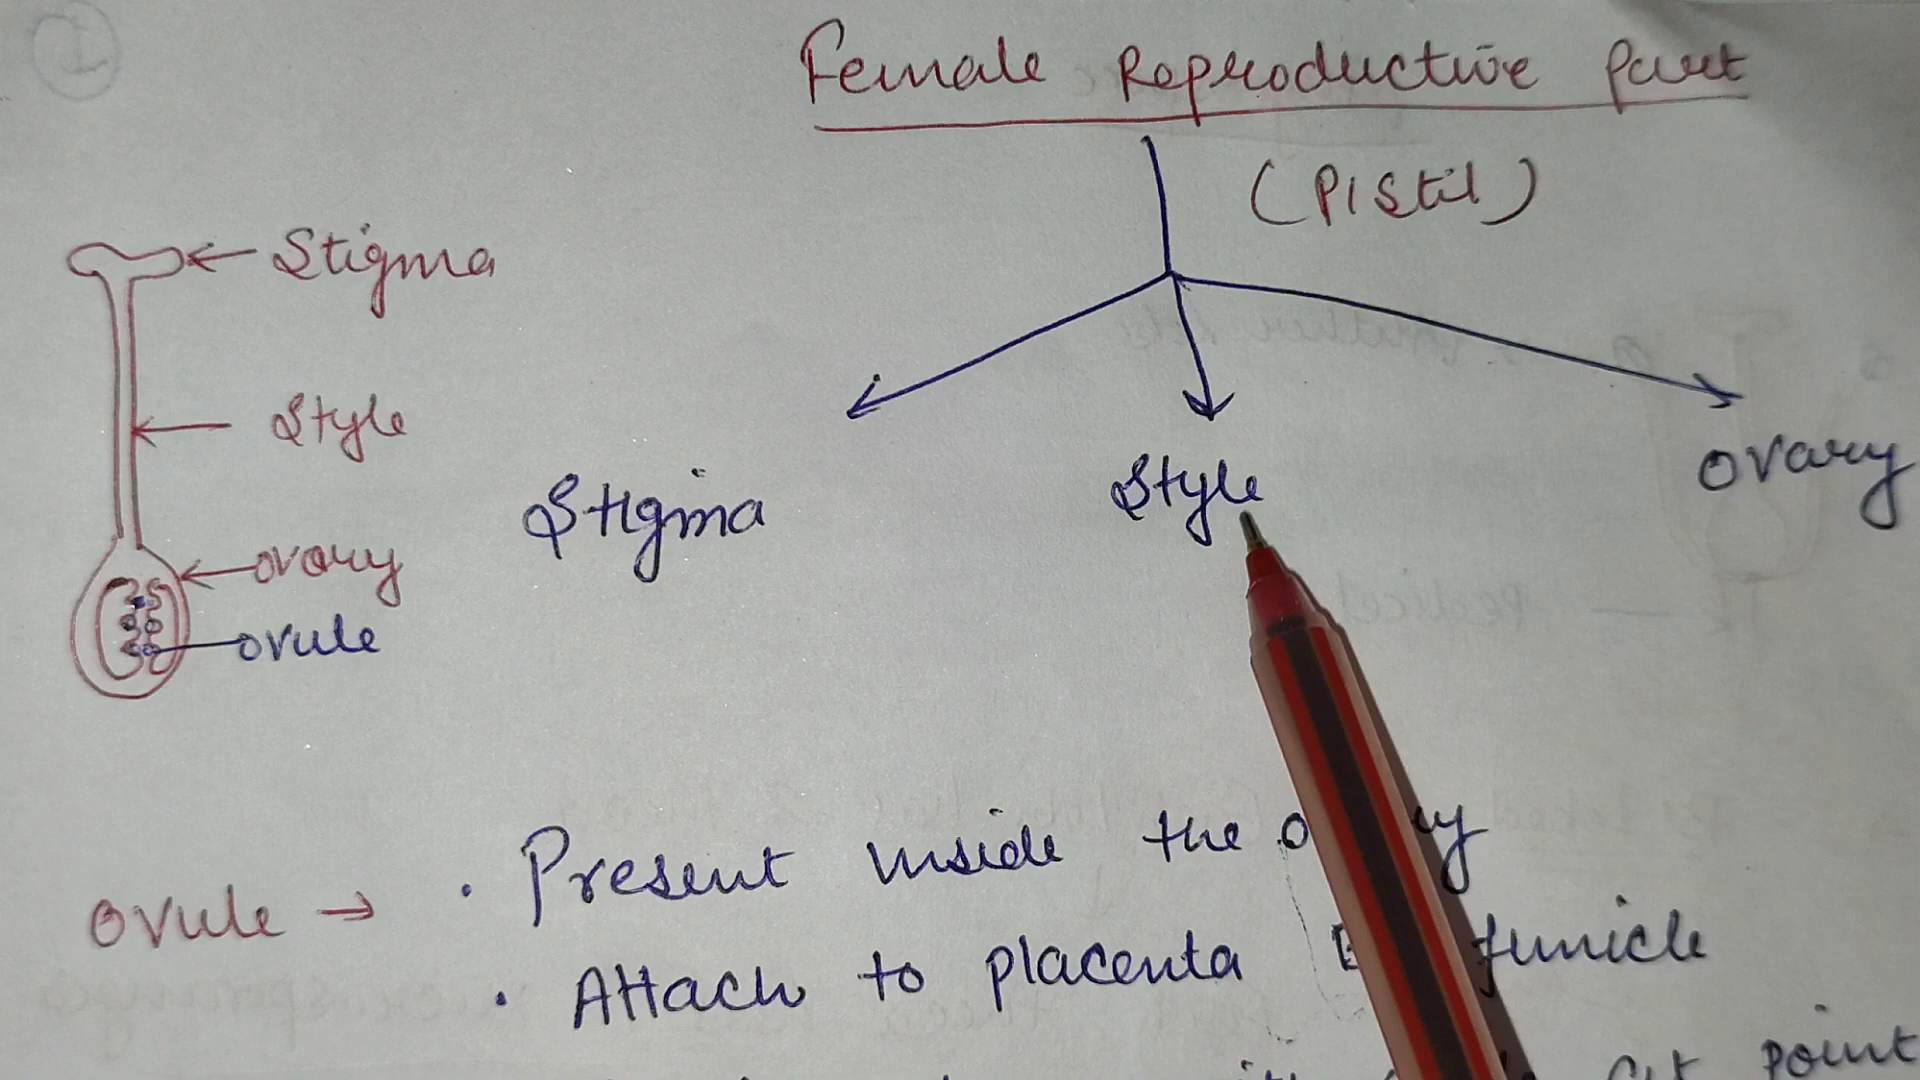 Female Reproductive Part
(PIStil)
Stigma
Style
ovary
ovule
Stigma
Style
ovary
ovule → • Present inside the
• Attach to placenta funicle
point